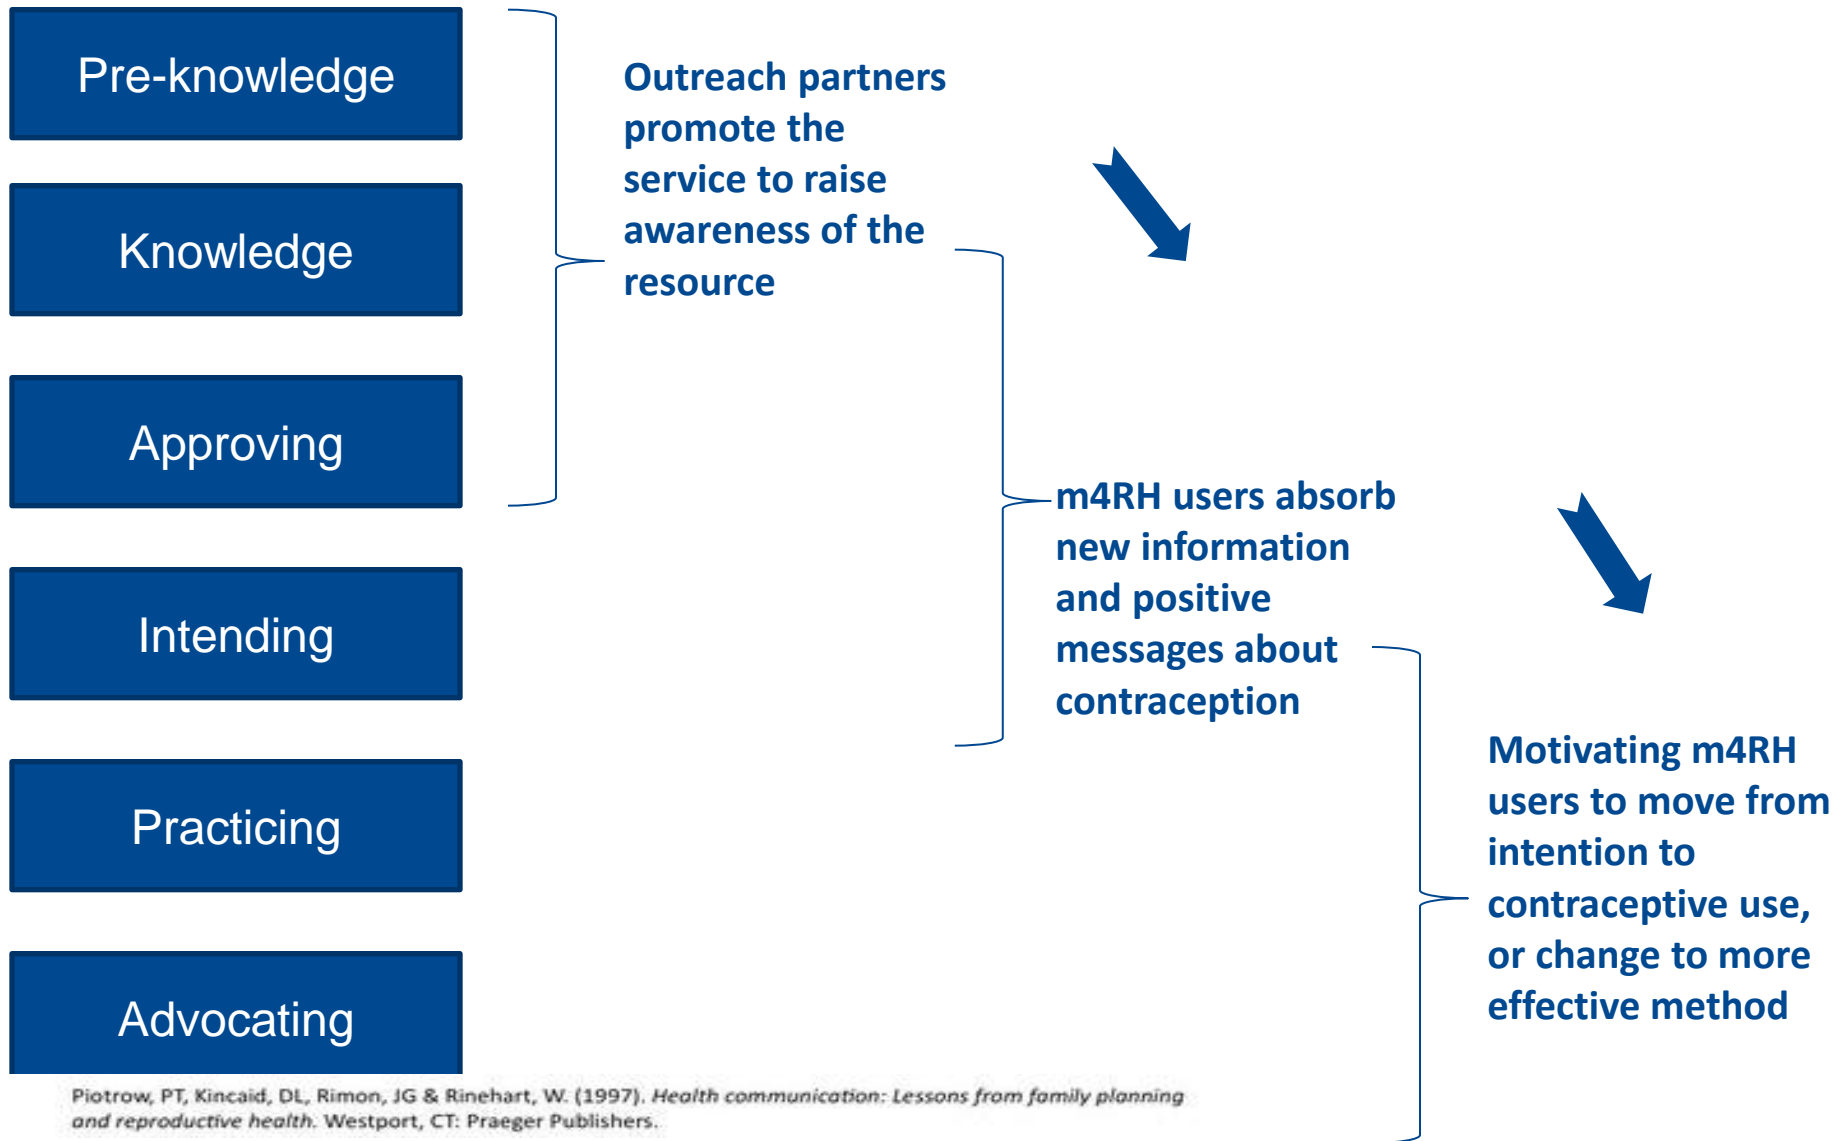 Pre-knowledge
Knowledge
Approving
Intending
Practicing
Advocating
Outreach partners
promote the
service to raise
awareness of the
resource
m4RH users absorb
new information
and positive
messages about
contraception
Motivating m4RH
users to move from
intention to
contraceptive use,
or change to more
effective method
Piotrow, PT, Kincaid, DL, Rimon, JG & Rinehart, W. (1997). Health communication: Lessons from family planning
and reproductive health. Westport, CT: Praeger Publishers.